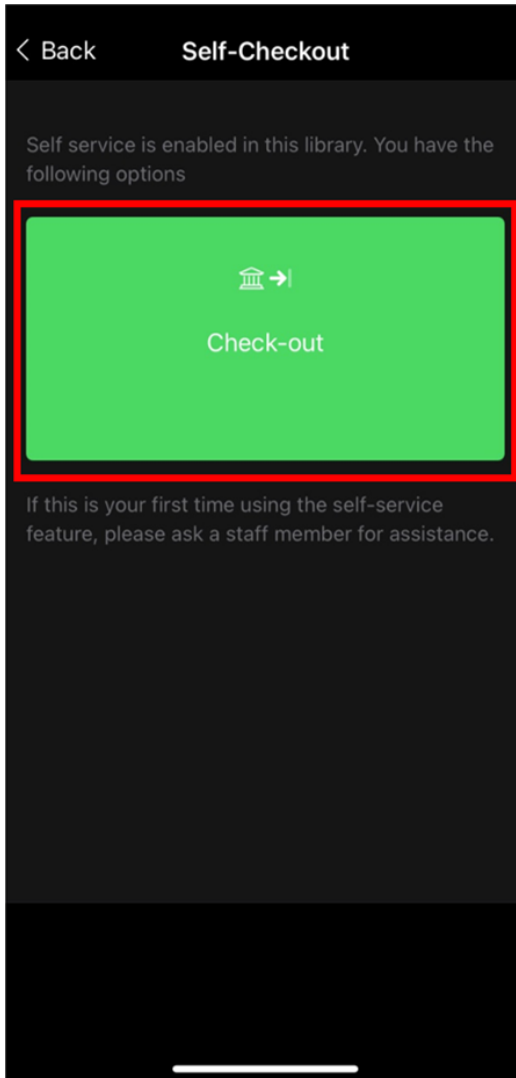 Back
Self-Checkout
Self service is enabled in this library. You have the
following options
Check-out
If this is your first time using the self-service
feature, please ask a staff member for assistance.